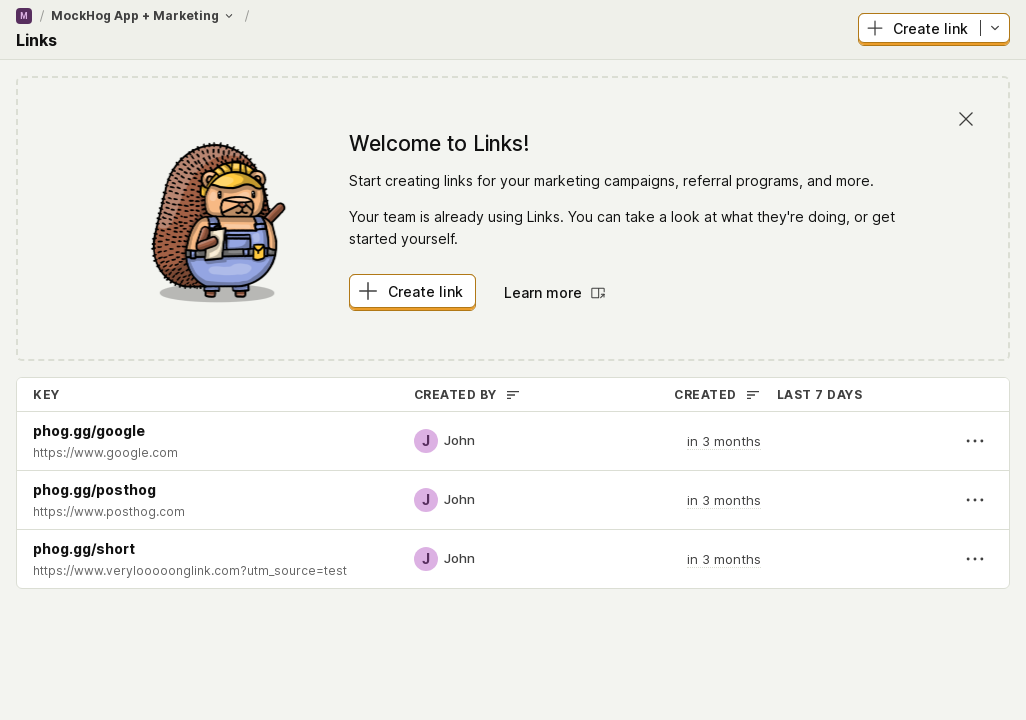 M / MockHog App + Marketing /
Links
Create link
Welcome to Links!
Start creating links for your marketing campaigns, referral programs, and more.
Your team is already using Links. You can take a look at what they're doing, or get
started yourself.
Create link
Learn more
KEY CREATED BY CREATED LAST 7 DAYS
phog.gg/google
https://www.google.com
J John in 3 months
phog.gg/posthog
https://www.posthog.com
J John in 3 months
phog.gg/short
https://www.verylooooonglink.com?utm_source=test
J John in 3 months